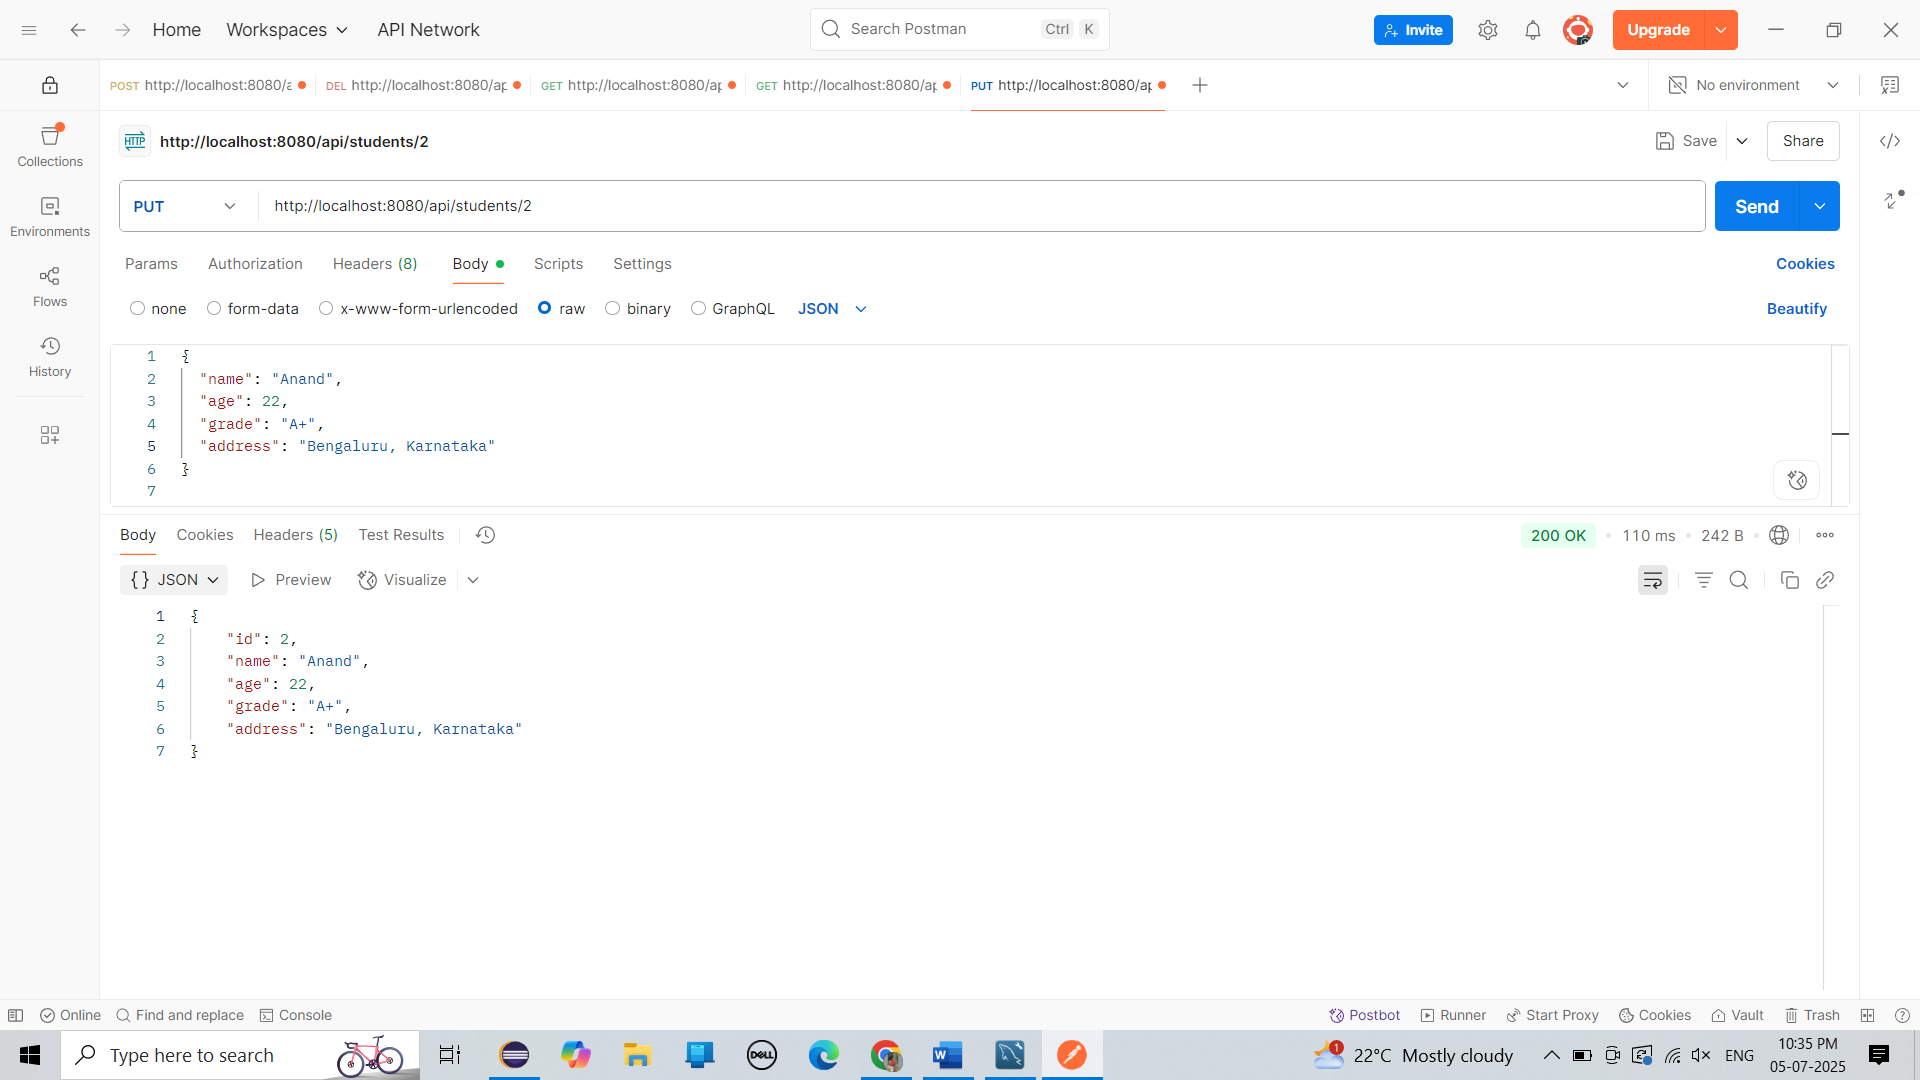 Home Workspaces API Network Search Postman Ctrl K Invite Upgrade
POST http://localhost:8080/a DEL http://localhost:8080/ap GET http://localhost:8080/ap GET http://localhost:8080/ap PUT http://localhost:8080/ap No environment
Collections
Environments
Flows
History
HTTP http://localhost:8080/api/students/2 Save Share
PUT http://localhost:8080/api/students/2 Send
Params Authorization Headers (8) Body Scripts Settings Cookies
none form-data x-www-form-urlencoded raw binary GraphQL JSON Beautify
1 {
2 "name": "Anand",
3 "age": 22,
4 "grade": "A+",
5 "address": "Bengaluru, Karnataka"
6 }
7
Body Cookies Headers (5) Test Results 200 OK 110 ms 242 B
{} JSON Preview Visualize
1 {
2 "id": 2,
3 "name": "Anand",
4 "age": 22,
5 "grade": "A+",
6 "address": "Bengaluru, Karnataka"
7 }
Online Find and replace Console Postbot Runner Start Proxy Cookies Vault Trash
Type here to search DELL W 1 22°C Mostly cloudy ENG 10:35 PM
05-07-2025